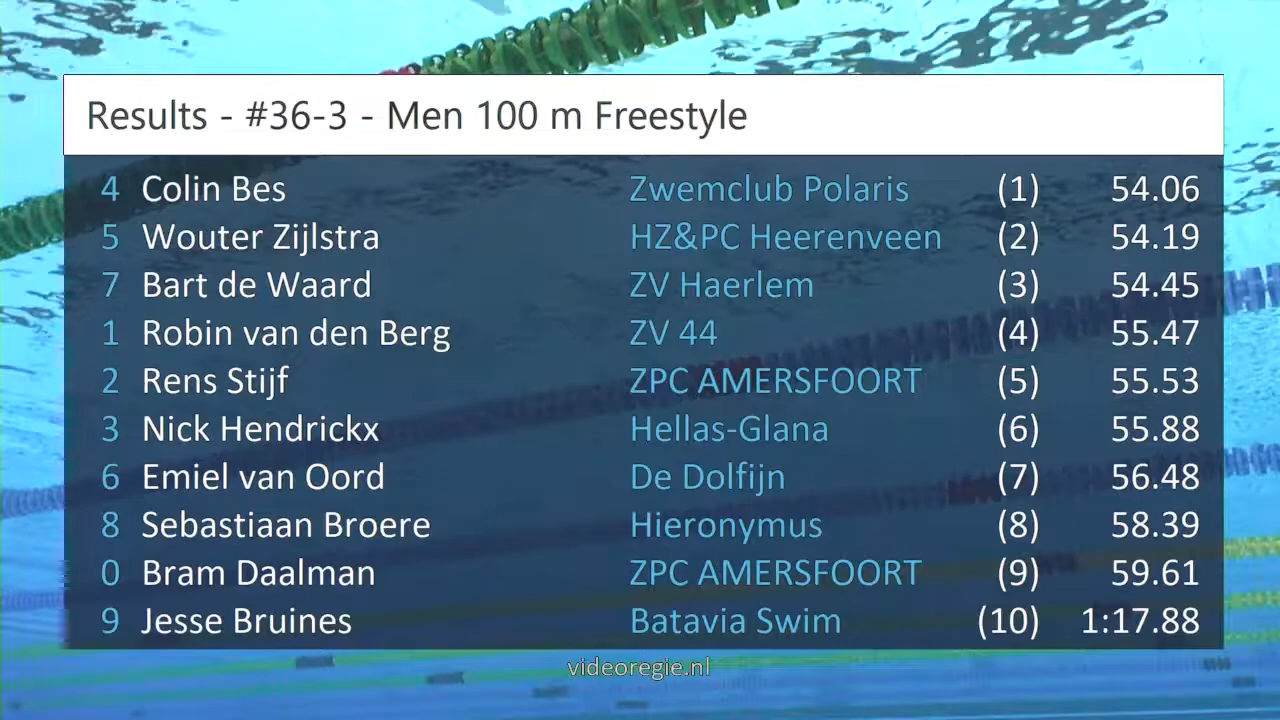 Results - #36-3 - Men 100 m Freestyle
4 Colin Bes Zwemclub Polaris (1) 54.06
5 Wouter Zijlstra HZ&PC Heerenveen (2) 54.19
7 Bart de Waard ZV Haerlem (3) 54.45
1 Robin van den Berg ZV 44 (4) 55.47
2 Rens Stijf ZPC AMERSFOORT (5) 55.53
3 Nick Hendrickx Hellas-Glana (6) 55.88
6 Emiel van Oord De Dolfijn (7) 56.48
8 Sebastiaan Broere Hieronymus (8) 58.39
0 Bram Daalman ZPC AMERSFOORT (9) 59.61
9 Jesse Bruines Batavia Swim (10) 1:17.88
videoregie.nl